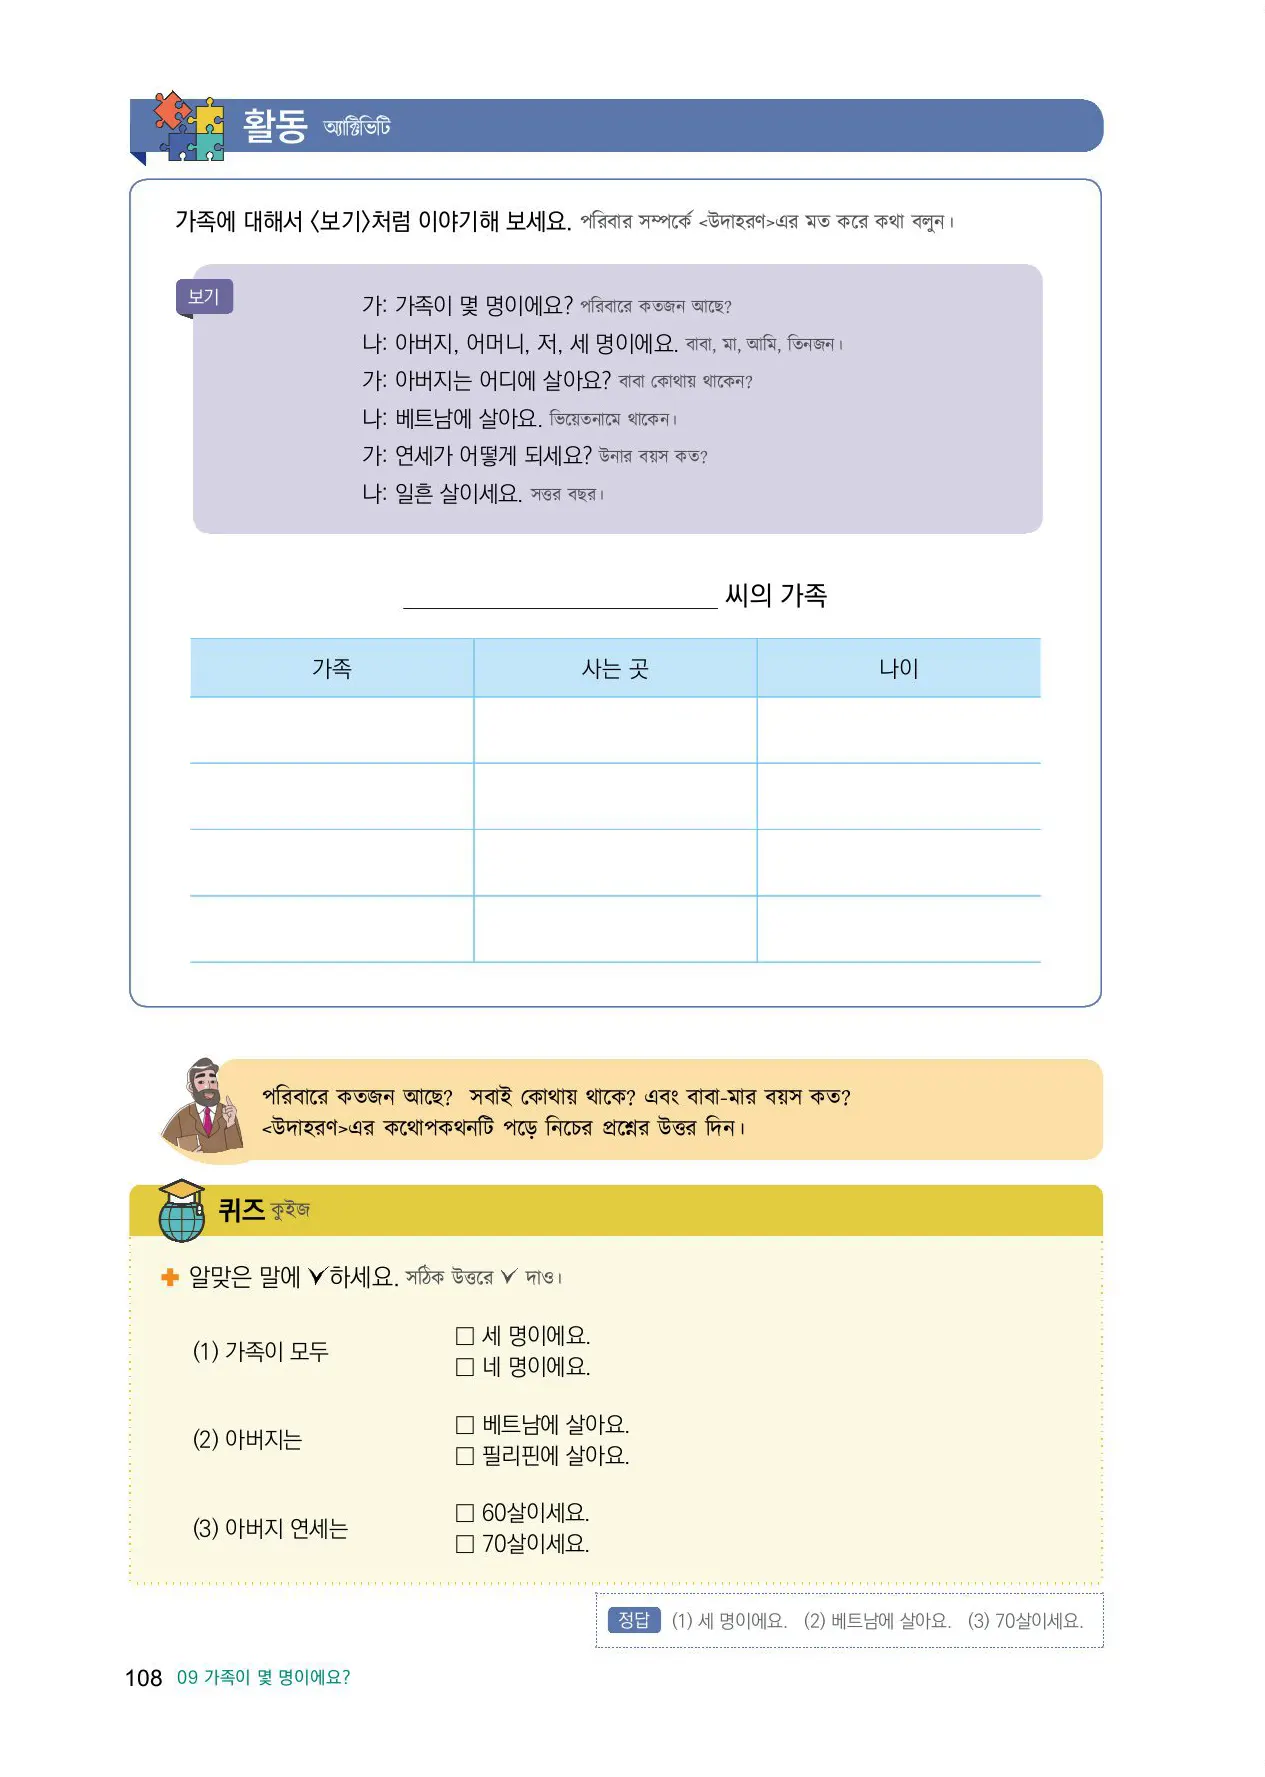 활동 অ্যাক্টিভিটি
가족에 대해서 〈보기〉처럼 이야기해 보세요. পরিবার সম্পর্কে <উদাহরণ>এর মত করে কথা বলুন।
보기
가: 가족이 몇 명이에요? পরিবারে কতজন আছে?
나: 아버지, 어머니, 저, 세 명이에요. বাবা, মা, আমি, তিনজন।
가: 아버지는 어디에 살아요? বাবা কোথায় থাকেন?
나: 베트남에 살아요. ভিয়েতনামে থাকেন।
가: 연세가 어떻게 되세요? উনার বয়স কত?
나: 일흔 살이세요. সত্তর বছর।
씨의 가족
가족 사는 곳 나이
পরিবারে কতজন আছে? সবাই কোথায় থাকে? এবং বাবা-মার বয়স কত?
<উদাহরণ>এর কথোপকথনটি পড়ে নিচের প্রশ্নের উত্তর দিন।
퀴즈 কুইজ
알맞은 말에 ✓하세요. সঠিক উত্তরে ✓ দাও।
(1) 가족이 모두
□ 세 명이에요.
□ 네 명이에요.
(2) 아버지는
□ 베트남에 살아요.
□ 필리핀에 살아요.
(3) 아버지 연세는
□ 60살이세요.
□ 70살이세요.
정답 (1) 세 명이에요. (2) 베트남에 살아요. (3) 70살이세요.
108 09 가족이 몇 명이에요?